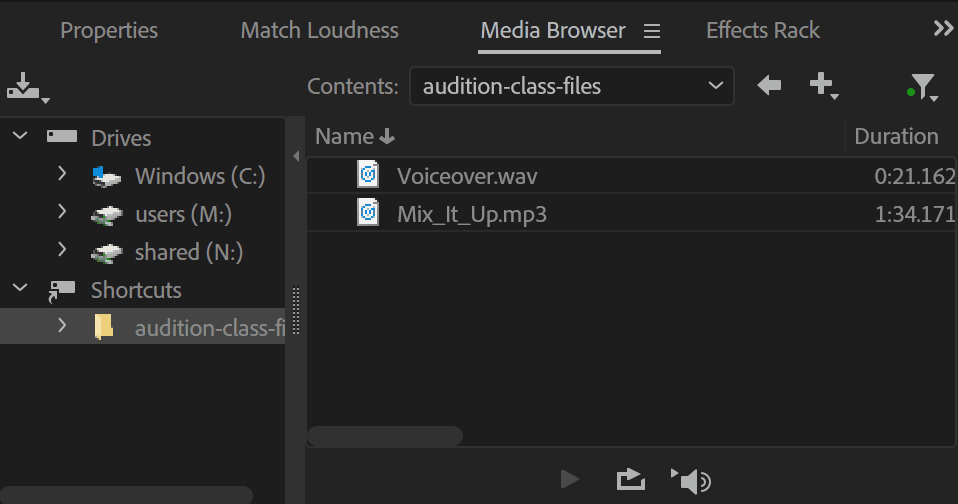 Properties Match Loudness Media Browser Effects Rack
Contents: audition-class-files
Drives
Windows (C:)
users (M:)
shared (N:)
Shortcuts
audition-class-fi
Name Duration
Voiceover.wav 0:21.162
Mix_It_Up.mp3 1:34.171